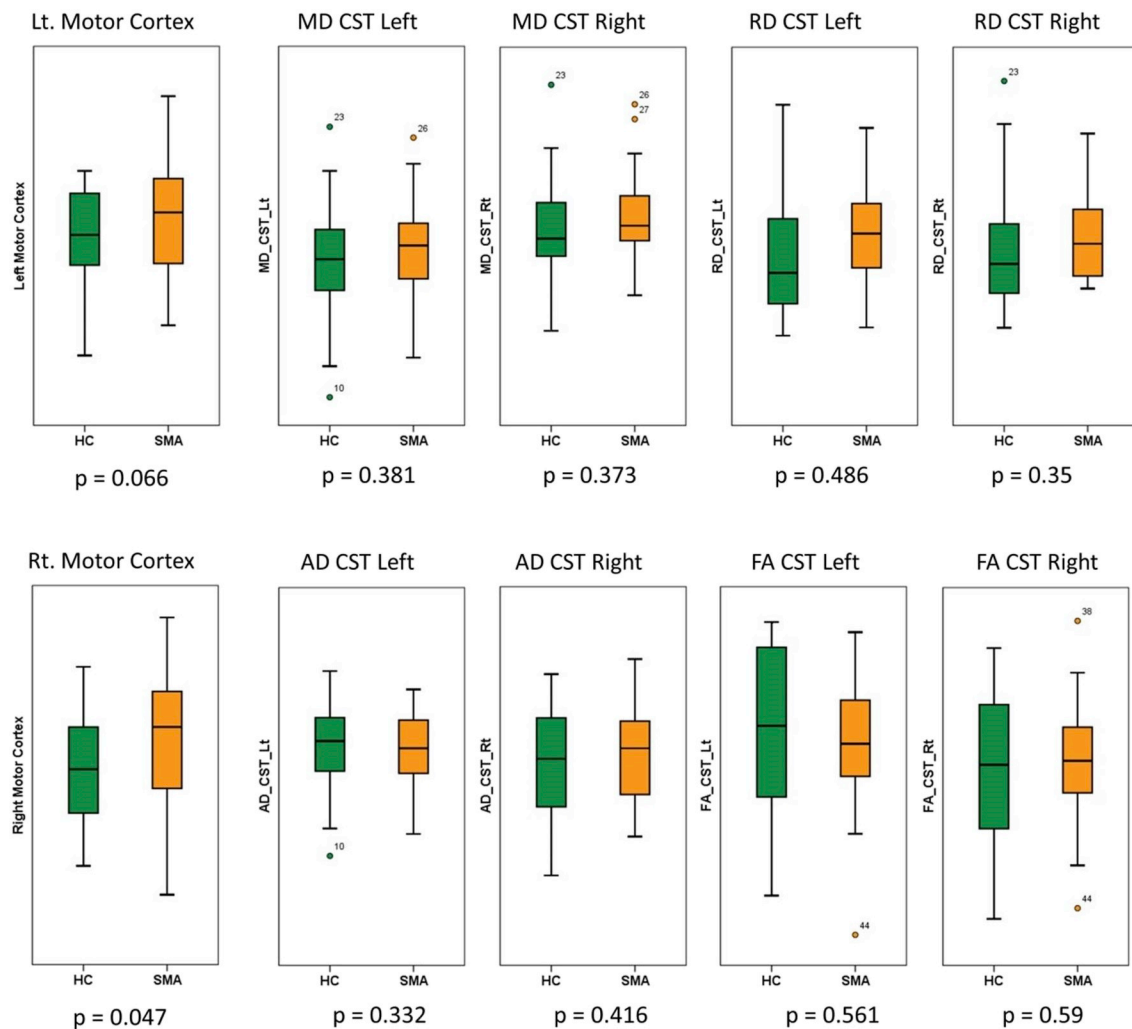 Lt. Motor Cortex
MD CST Left
MD CST Right
RD CST Left
RD CST Right
Left Motor Cortex
HC
SMA
p = 0.066
MD_CST_Lt
23
10
26
HC
SMA
p = 0.381
MD_CST_Rt
23
26
27
HC
SMA
p = 0.373
RD_CST_Lt
HC
SMA
p = 0.486
RD_CST_Rt
23
HC
SMA
p = 0.35
Rt. Motor Cortex
AD CST Left
AD CST Right
FA CST Left
FA CST Right
Right Motor Cortex
HC
SMA
p = 0.047
AD_CST_Lt
10
HC
SMA
p = 0.332
AD_CST_Rt
HC
SMA
p = 0.416
FA_CST_Lt
44
HC
SMA
p = 0.561
FA_CST_Rt
38
44
HC
SMA
p = 0.59